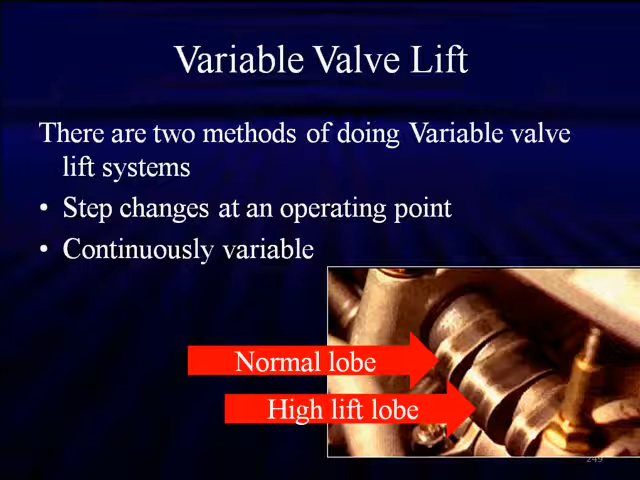 Variable Valve Lift
There are two methods of doing Variable valve
lift systems
• Step changes at an operating point
• Continuously variable
Normal lobe
High lift lobe
249